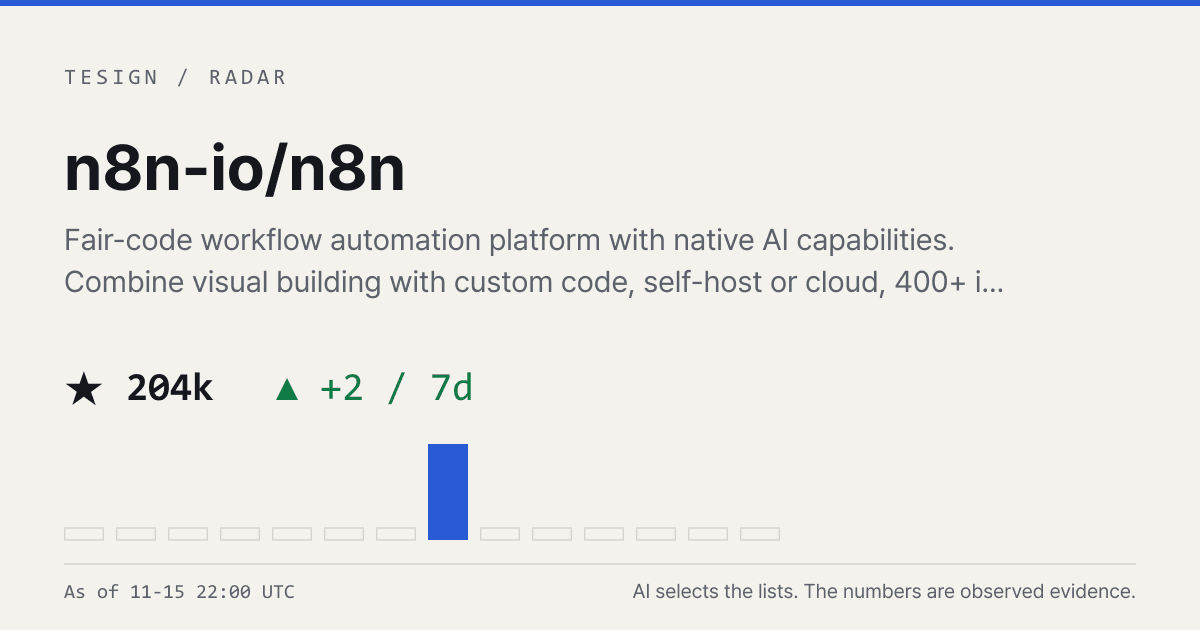 TESIGN / RADAR
n8n-io/n8n
Fair-code workflow automation platform with native AI capabilities.
Combine visual building with custom code, self-host or cloud, 400+ i...
★ 204k ▲ +2 / 7d
As of 11-15 22:00 UTC
AI selects the lists. The numbers are observed evidence.